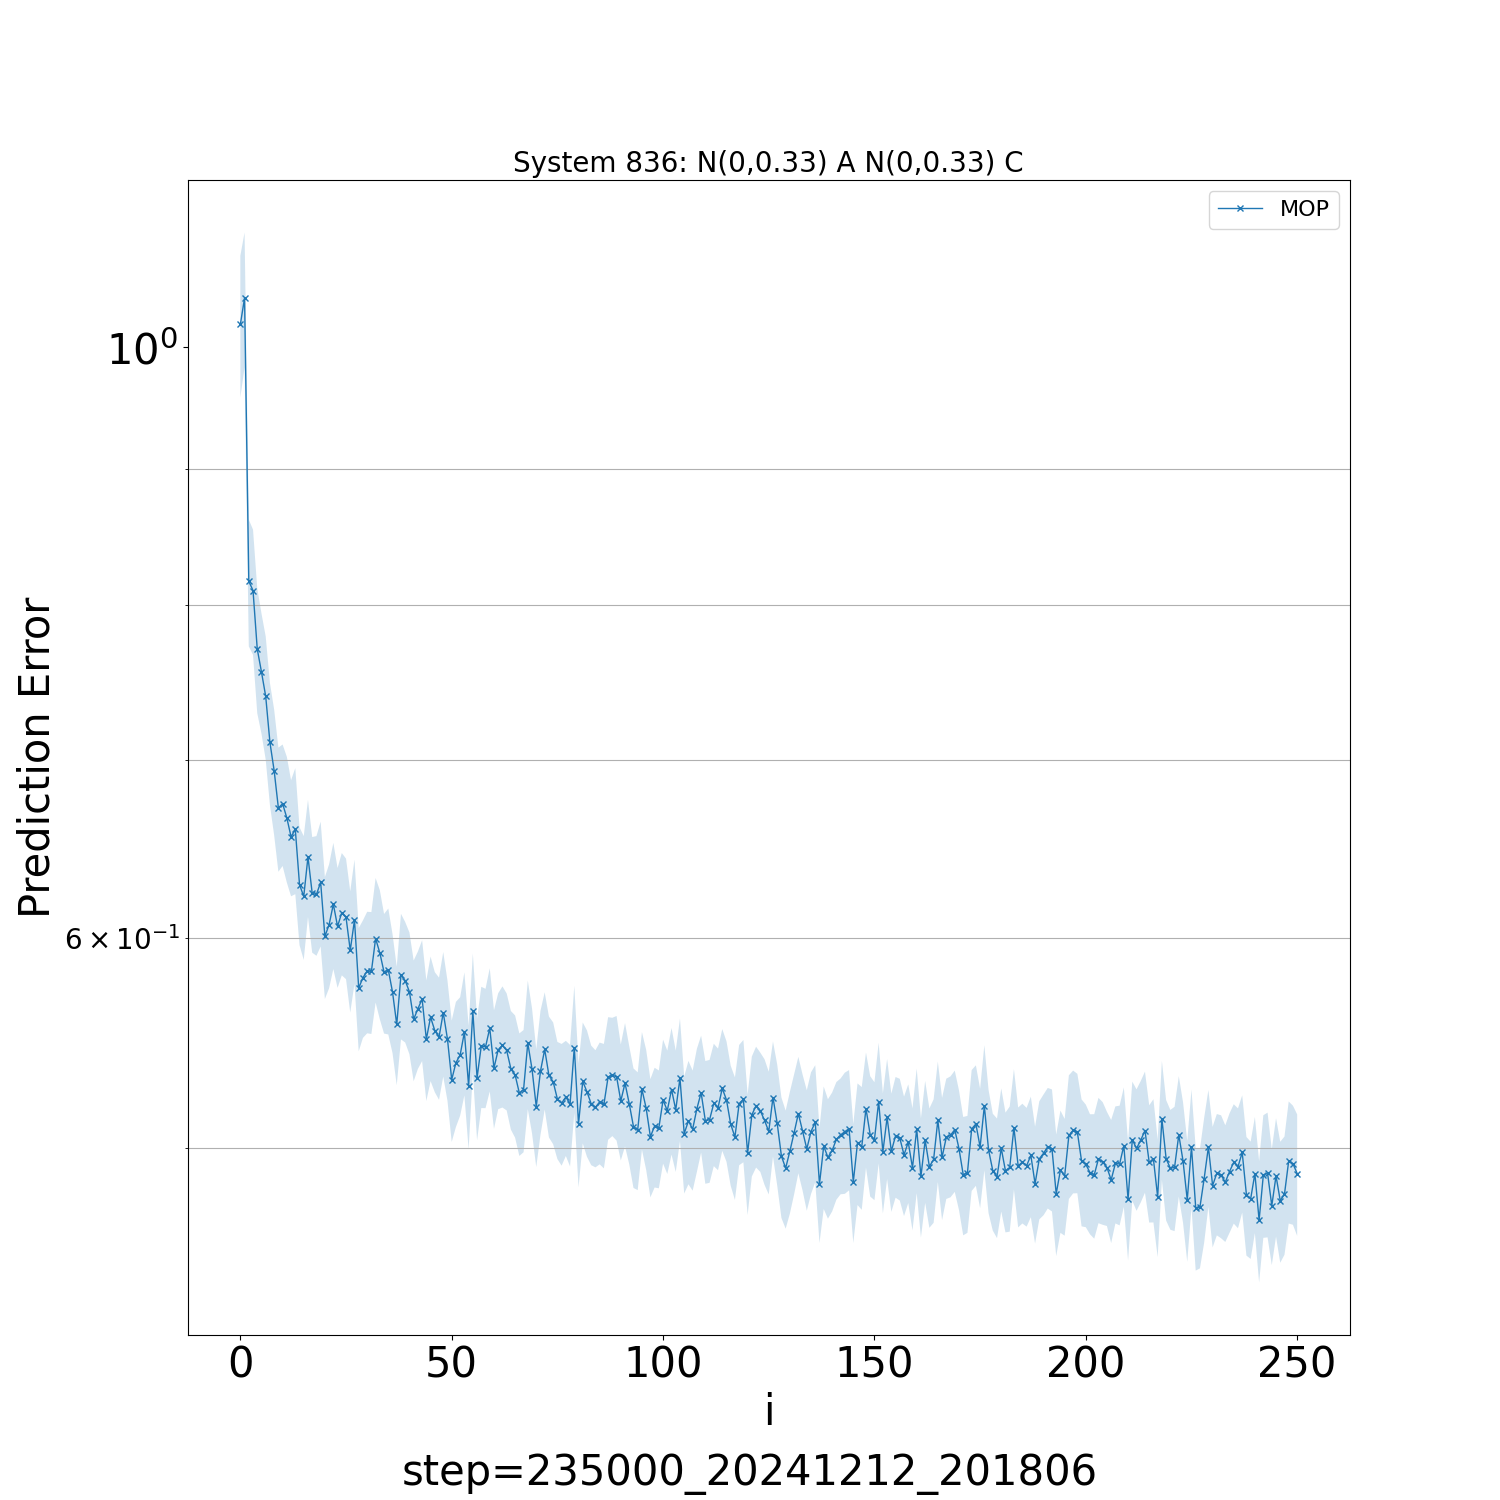 System 836: N(0,0.33) A N(0,0.33) C
MOP
Prediction Error
10⁰
6 × 10⁻¹
0 50 100 150 200 250
i
step=235000_20241212_201806